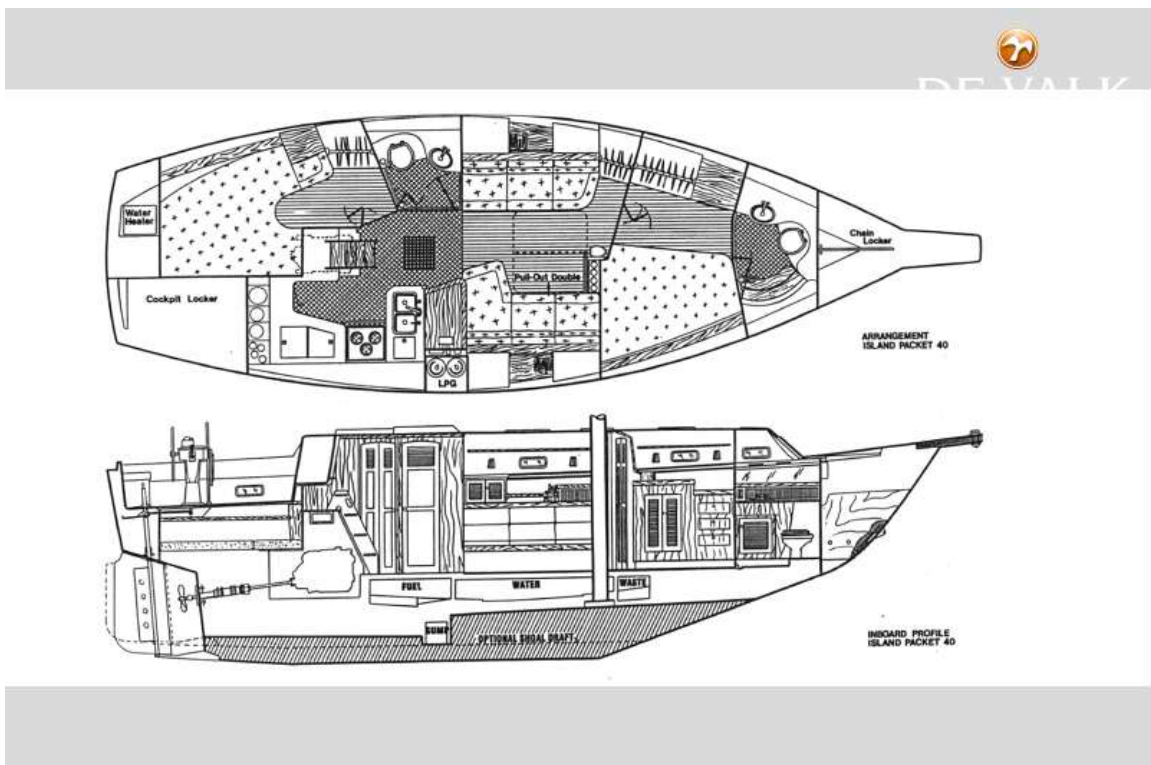 DE VALK
Water
Heater
Cockpit Locker
Pull-Out Double
Chain
Locker
LPG
ARRANGEMENT
ISLAND PACKET 40
FUEL
WATER
WASTE
SUMP
OPTIONAL SHOAL DRAFT
INBOARD PROFILE
ISLAND PACKET 40